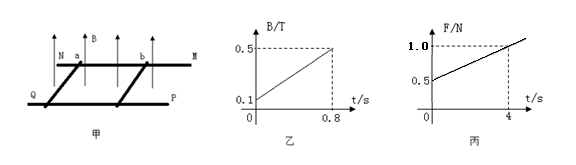 B
N a b M
Q P
甲
B/T
0.5
0.1
0 0.8 t/s
乙
F/N
1.0
0.5
0 4 t/s
丙